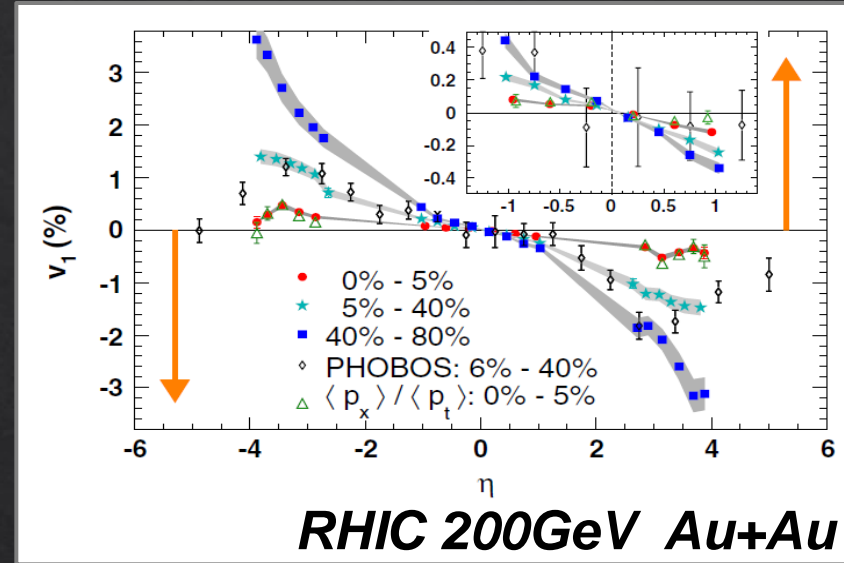 0.4
0.2
0
-0.2
-0.4
-1 -0.5 0 0.5 1
3
2
1
0
-1
-2
-3
v1 (%)
0% - 5%
5% - 40%
40% - 80%
PHOBOS: 6% - 40%
⟨ px ⟩ / ⟨ pt ⟩: 0% - 5%
-6 -4 -2 0 2 4 6
η
RHIC 200GeV Au+Au